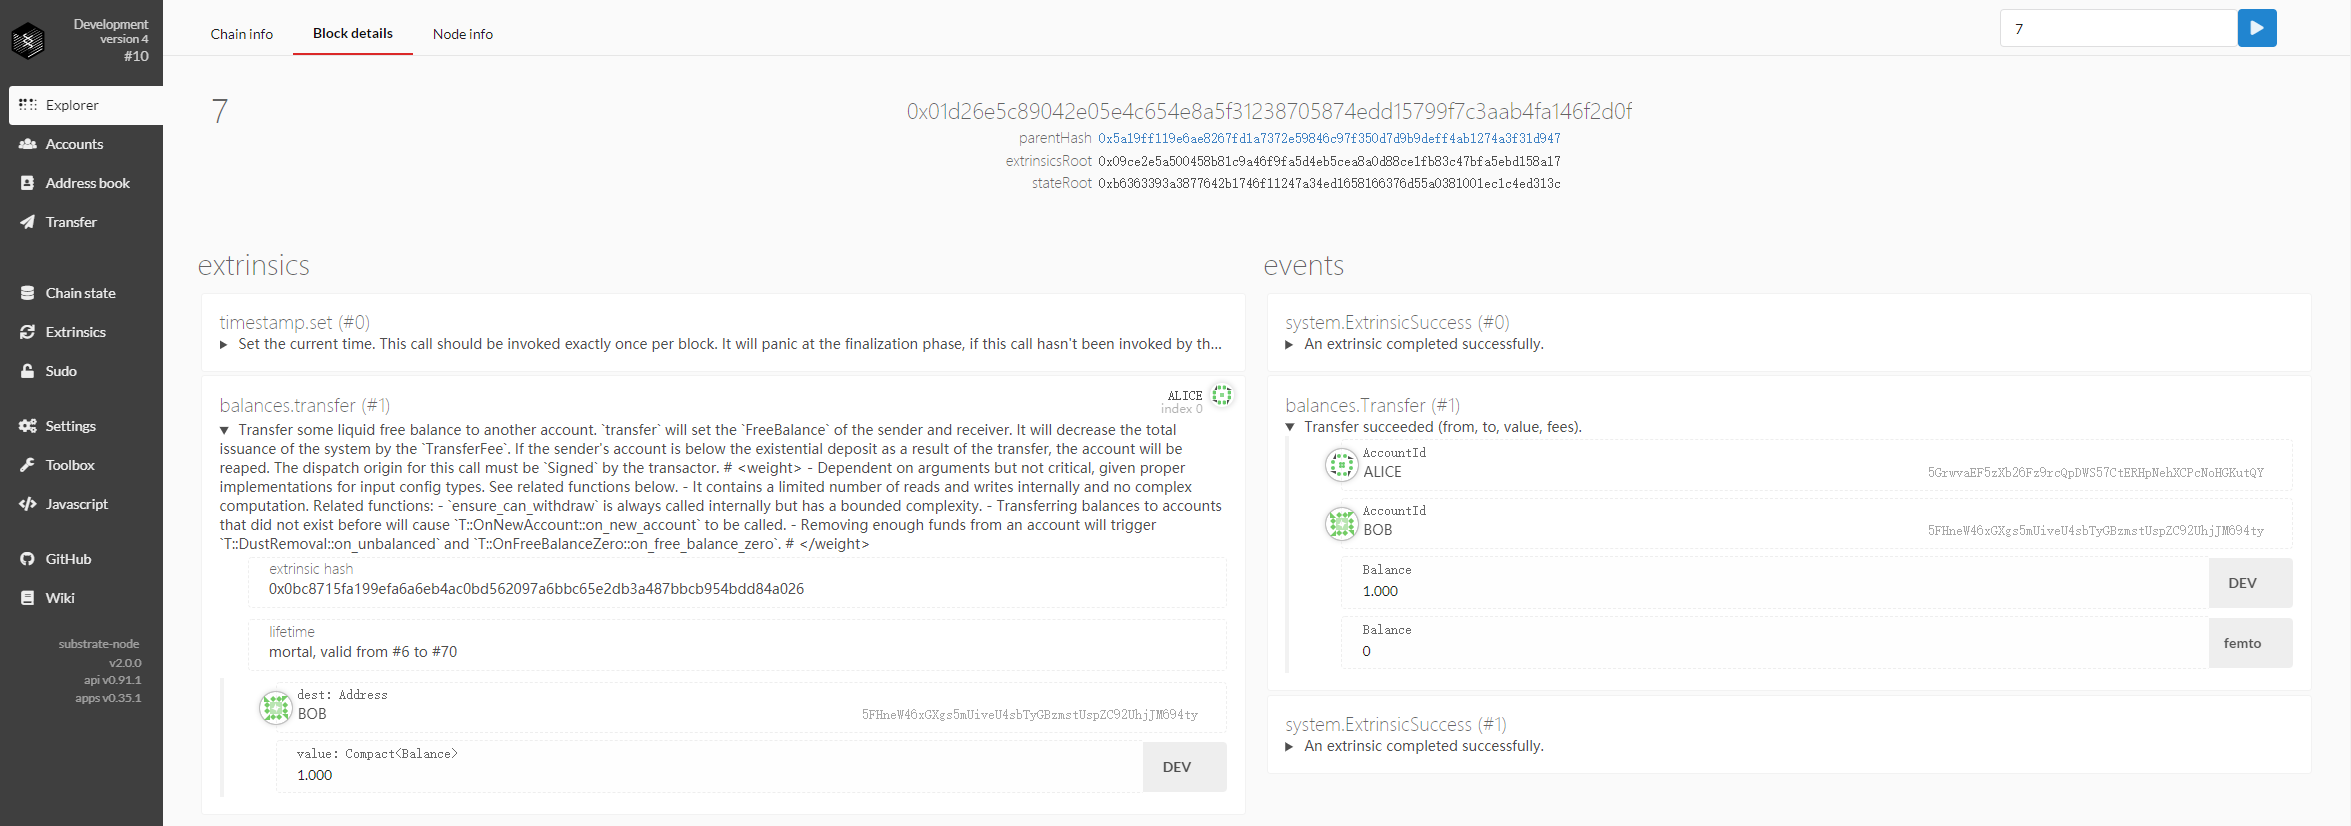 Development
version 4
#10
Explorer
Accounts
Address book
Transfer
Chain state
Extrinsics
Sudo
Settings
Toolbox
Javascript
GitHub
Wiki
substrate-node
v2.0.0
api v0.91.1
apps v0.35.1
Chain info
Block details
Node info
7
7
0x01d26e5c89042e05e4c654e8a5f31238705874edd15799f7c3aab4fa146f2d0f
parentHash 0x5a19ff119e6ae8267fd1a7372e59846c97f350d7d9b9deff4ab1274a3f31d947
extrinsicsRoot 0x09ce2e5a500458b81c9a46f9fa5d4eb5cea8a0d88ce1fb83c47bfa5ebd158a17
stateRoot 0xb6363393a3877642b1746f11247a34ed1658166376d55a0381001ec1c4ed313c
extrinsics
timestamp.set (#0)
Set the current time. This call should be invoked exactly once per block. It will panic at the finalization phase, if this call hasn't been invoked by th...
balances.transfer (#1)
ALICE
index 0
Transfer some liquid free balance to another account. `transfer` will set the `FreeBalance` of the sender and receiver. It will decrease the total
issuance of the system by the `TransferFee`. If the sender's account is below the existential deposit as a result of the transfer, the account will be
reaped. The dispatch origin for this call must be `Signed` by the transactor. # <weight> - Dependent on arguments but not critical, given proper
implementations for input config types. See related functions below. - It contains a limited number of reads and writes internally and no complex
computation. Related functions: - `ensure_can_withdraw` is always called internally but has a bounded complexity. - Transferring balances to accounts
that did not exist before will cause `T::OnNewAccount::on_new_account` to be called. - Removing enough funds from an account will trigger
`T::DustRemoval::on_unbalanced` and `T::OnFreeBalanceZero::on_free_balance_zero`. # </weight>
extrinsic hash
0x0bc8715fa199efa6a6eb4ac0bd562097a6bbc65e2db3a487bbcb954bdd84a026
lifetime
mortal, valid from #6 to #70
dest: Address
BOB
5FHneW46xGXgs5mUiveU4sbTyGBzmstUspZC92UhjJM694ty
value: Compact<Balance>
1.000
DEV
events
system.ExtrinsicSuccess (#0)
An extrinsic completed successfully.
balances.Transfer (#1)
Transfer succeeded (from, to, value, fees).
AccountId
ALICE
5GrwvaEF5zXb26Fz9rcQpDWS57CtERHpNehXCPcNoHGKutQY
AccountId
BOB
5FHneW46xGXgs5mUiveU4sbTyGBzmstUspZC92UhjJM694ty
Balance
1.000
DEV
Balance
0
femto
system.ExtrinsicSuccess (#1)
An extrinsic completed successfully.